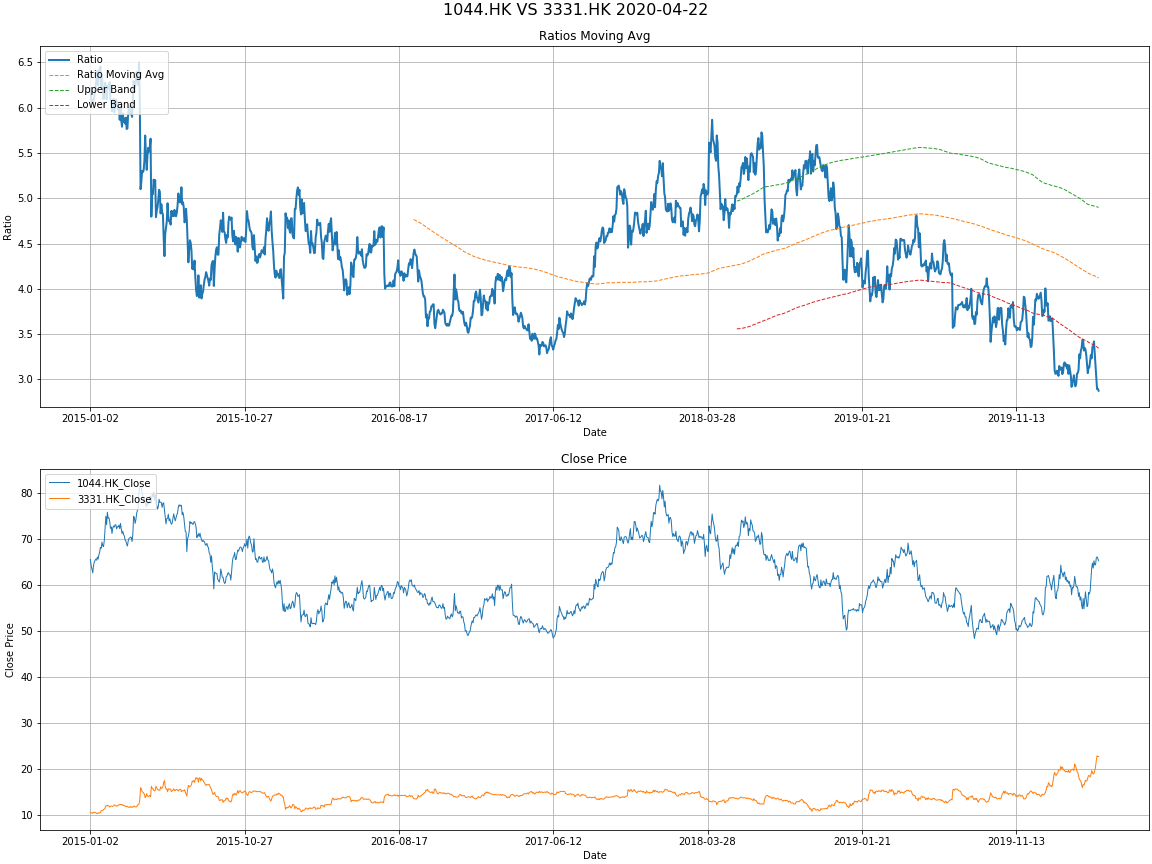 1044.HK VS 3331.HK 2020-04-22
Ratios Moving Avg
Ratio
Ratio Moving Avg
Upper Band
Lower Band
6.5
6.0
5.5
5.0
4.5
4.0
3.5
3.0
Ratio
2015-01-02 2015-10-27 2016-08-17 2017-06-12 2018-03-28 2019-01-21 2019-11-13
Date
Close Price
1044.HK_Close
3331.HK_Close
80
70
60
50
40
30
20
10
Close Price
2015-01-02 2015-10-27 2016-08-17 2017-06-12 2018-03-28 2019-01-21 2019-11-13
Date